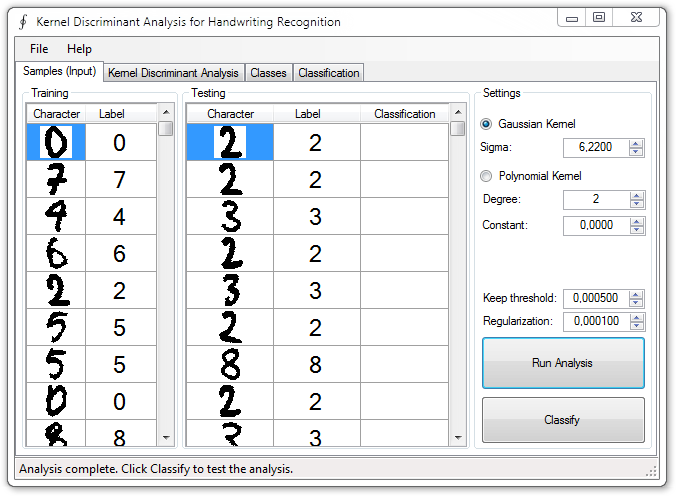 Kernel Discriminant Analysis for Handwriting Recognition
File Help
Samples (Input) Kernel Discriminant Analysis Classes Classification
Training
Character Label
0 0
7 7
4 4
6 6
2 2
5 5
5 5
0 0
8 8
Testing
Character Label Classification
2 2
2 2
3 3
2 2
3 3
2 2
8 8
2 2
3 3
Settings
Gaussian Kernel
Sigma: 6,2200
Polynomial Kernel
Degree: 2
Constant: 0,0000
Keep threshold: 0,000500
Regularization: 0,000100
Run Analysis
Classify
Analysis complete. Click Classify to test the analysis.